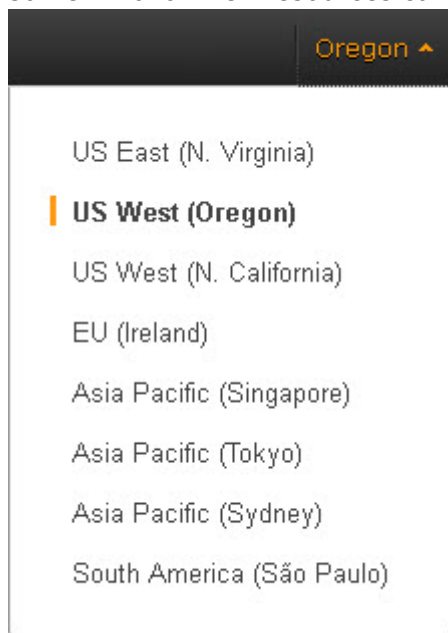 Oregon
US East (N. Virginia)
US West (Oregon)
US West (N. California)
EU (Ireland)
Asia Pacific (Singapore)
Asia Pacific (Tokyo)
Asia Pacific (Sydney)
South America (São Paulo)